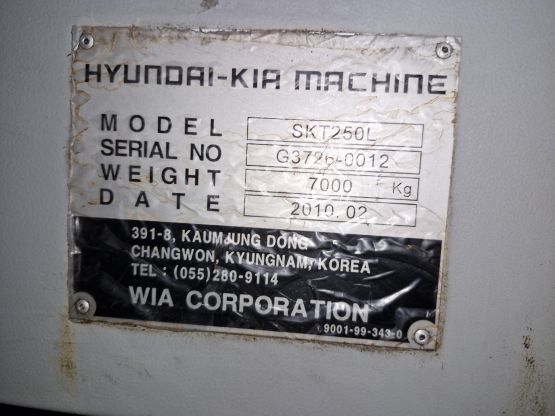 HYUNDAI-KIA MACHINE
MODEL SKT250L
SERIAL NO G3726-0012
WEIGHT 7000 Kg
DATE 2010.02
391-8, KAUMJUNG DONG
CHANGWON, KYUNGNAM, KOREA
TEL : (055)280-9114
WIA CORPORATION
9001-99-343-0